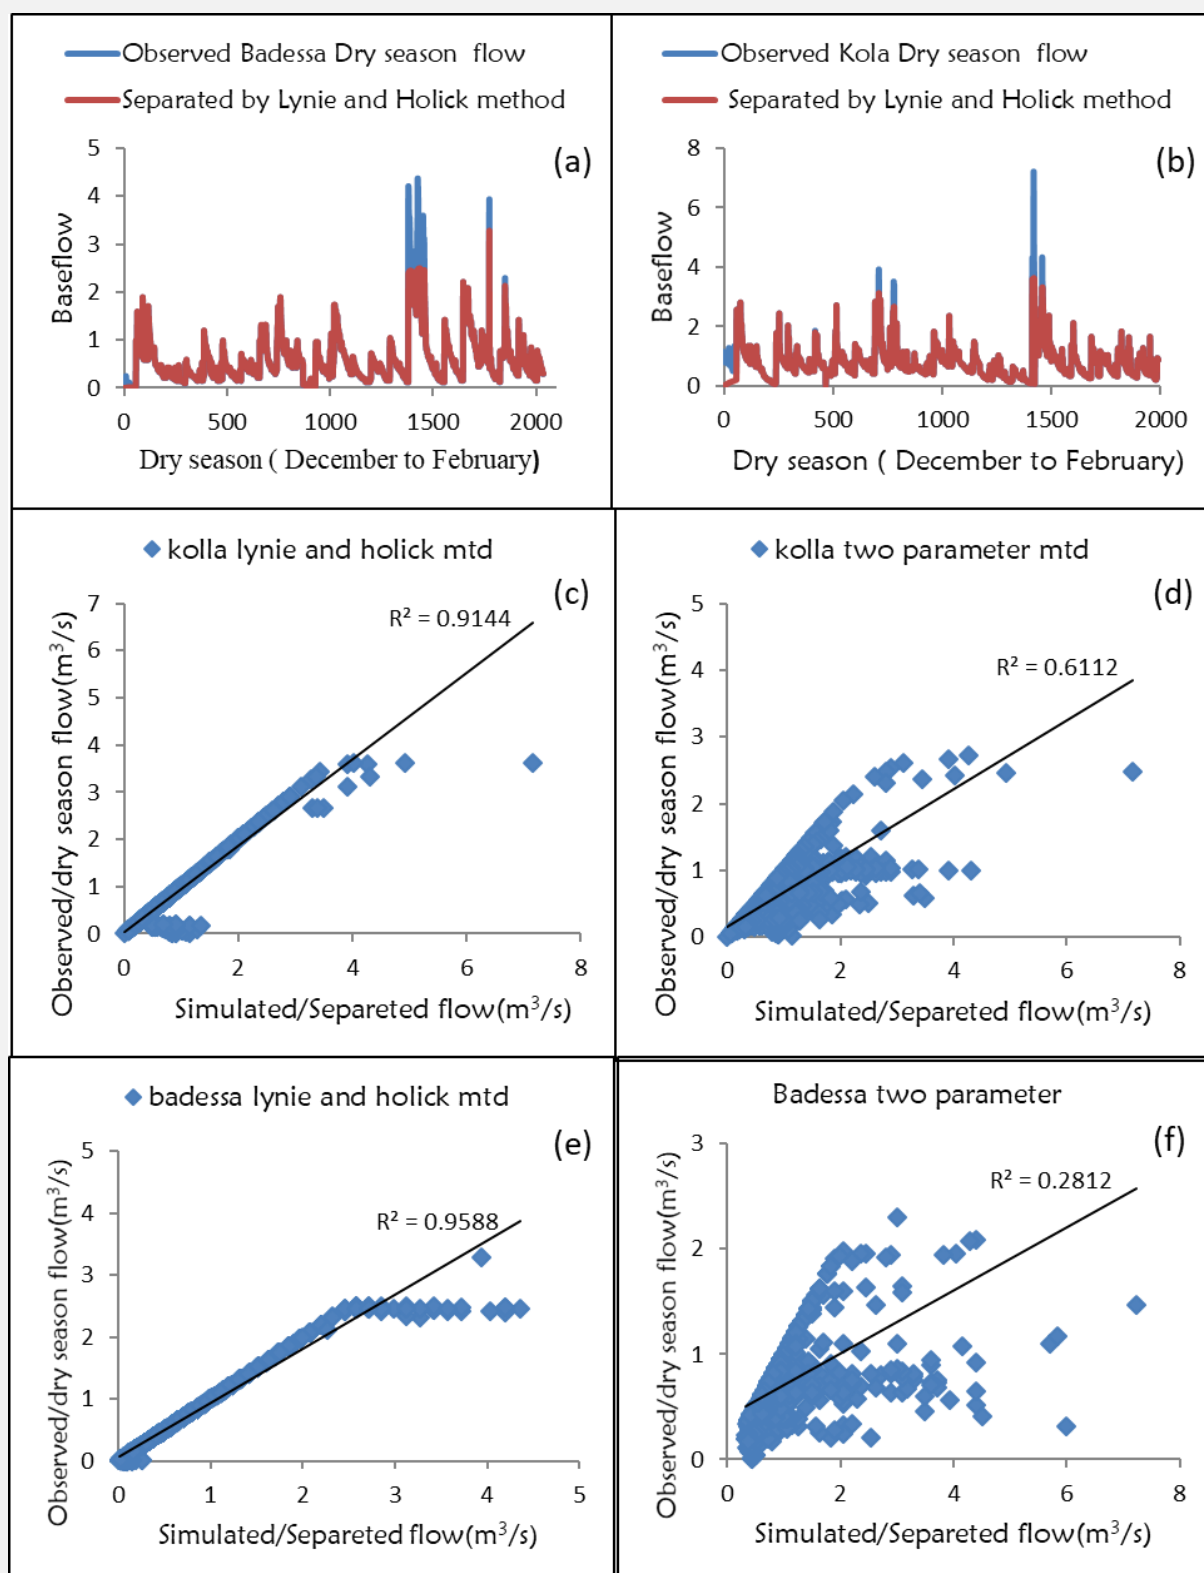 Observed Badessa Dry season flow
Separated by Lynie and Holick method
(a)
5
4
3
2
1
0
Baseflow
0 500 1000 1500 2000
Dry season ( December to February)
Observed Kola Dry season flow
Separated by Lynie and Holick method
(b)
8
6
4
2
0
Baseflow
0 500 1000 1500 2000
Dry season ( December to February)
kolla lynie and holick mtd
(c)
R² = 0.9144
7
6
5
4
3
2
1
0
Observed/dry season flow(m³/s)
0 2 4 6 8
Simulated/Separeted flow(m³/s)
kolla two parameter mtd
(d)
R² = 0.6112
5
4
3
2
1
0
Observed/dry season flow(m³/s)
0 2 4 6 8
Simulated/Separeted flow(m³/s)
badessa lynie and holick mtd
(e)
R² = 0.9588
5
4
3
2
1
0
Observed/dry season flow(m³/s)
0 1 2 3 4 5
Simulated/Separeted flow(m³/s)
Badessa two parameter
(f)
R² = 0.2812
3
2
1
0
Observed/dry season flow(m³/s)
0 2 4 6 8
Simulated/Separeted flow(m³/s)